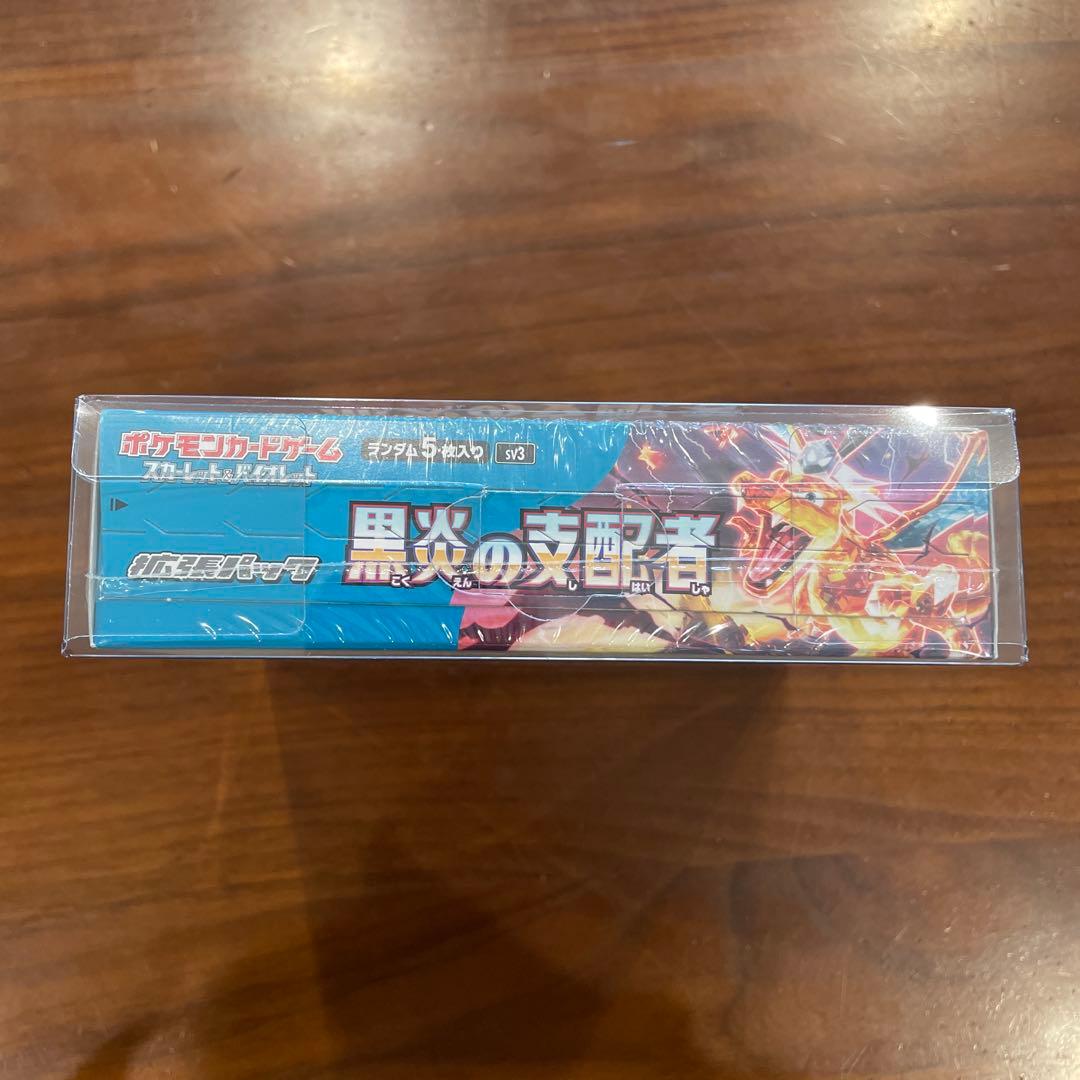 ポケモンカードゲーム
スカーレット&バイオレット
ランダム5枚入り SV3
拡張パック
黒炎の支配者
こくえん しはいしゃ